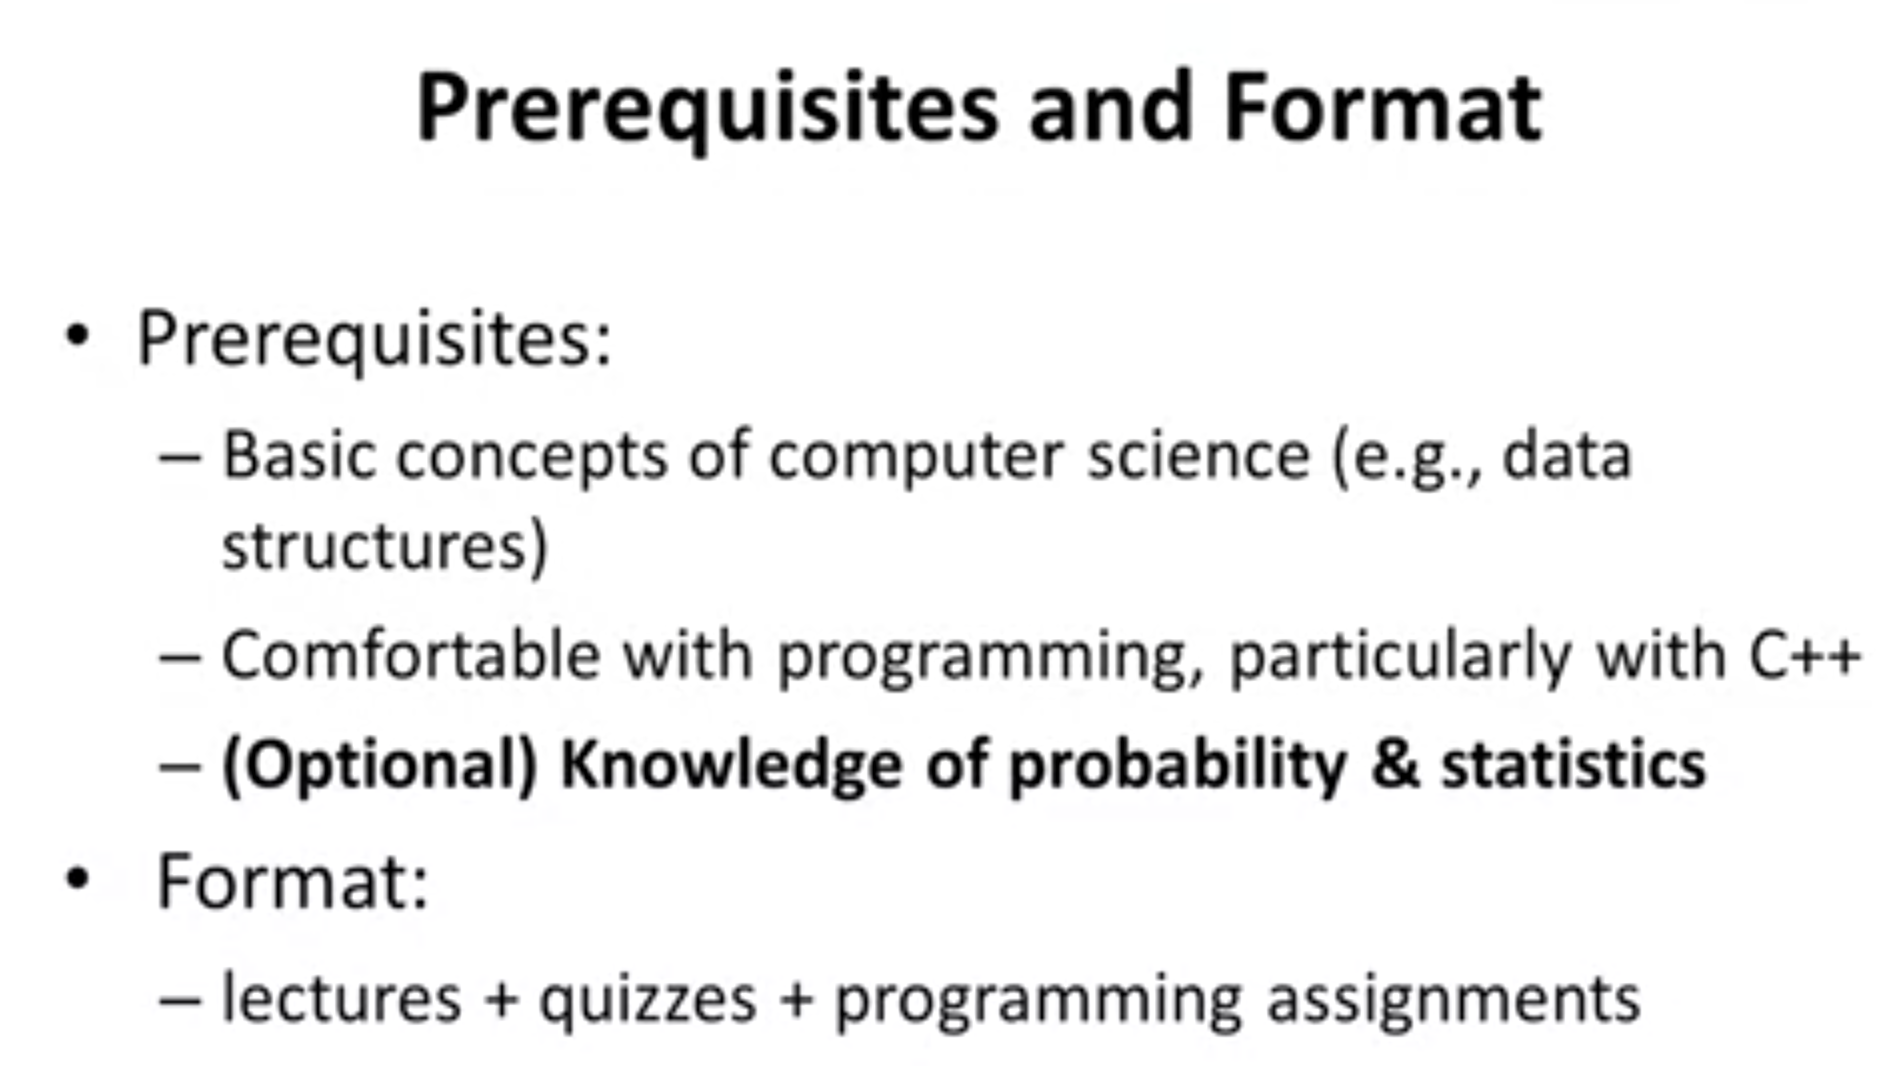 Prerequisites and Format
• Prerequisites:
– Basic concepts of computer science (e.g., data
structures)
– Comfortable with programming, particularly with C++
– (Optional) Knowledge of probability & statistics
• Format:
– lectures + quizzes + programming assignments